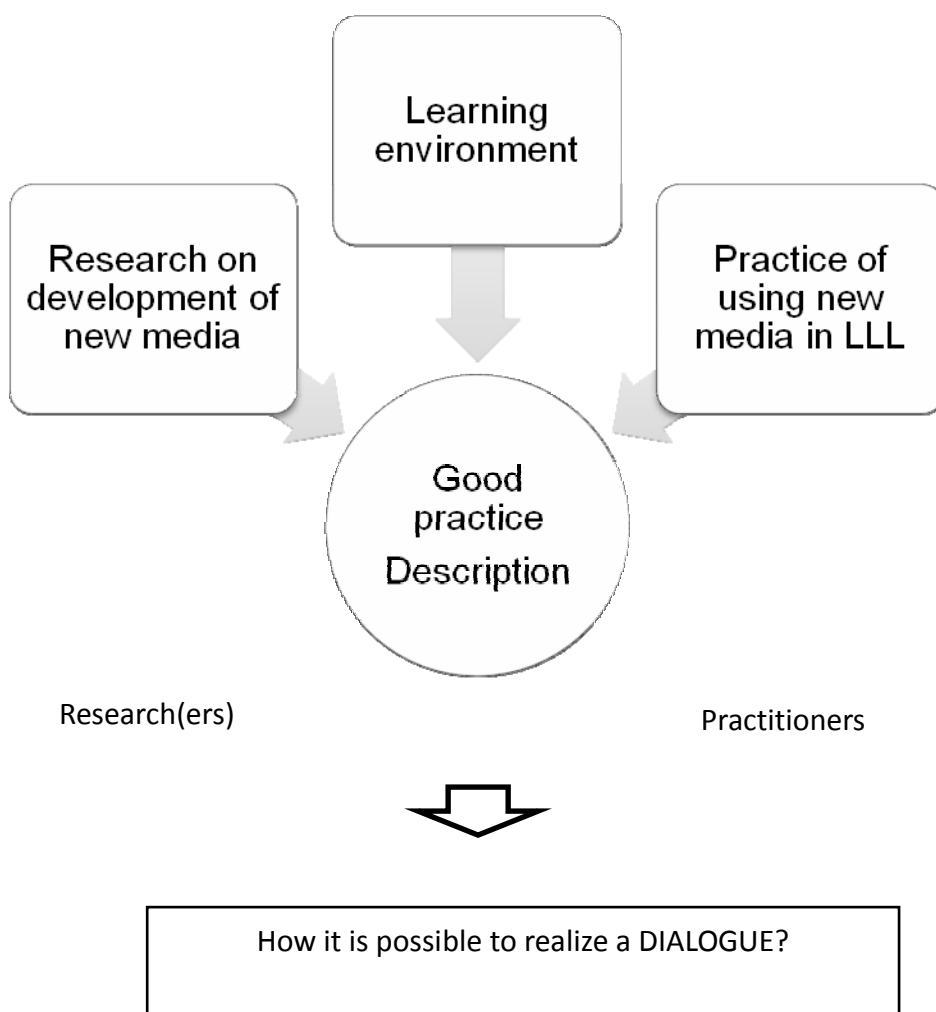 Learning
environment
Research on
development of
new media
Practice of
using new
media in LLL
Good
practice
Description
Research(ers)
Practitioners
How it is possible to realize a DIALOGUE?